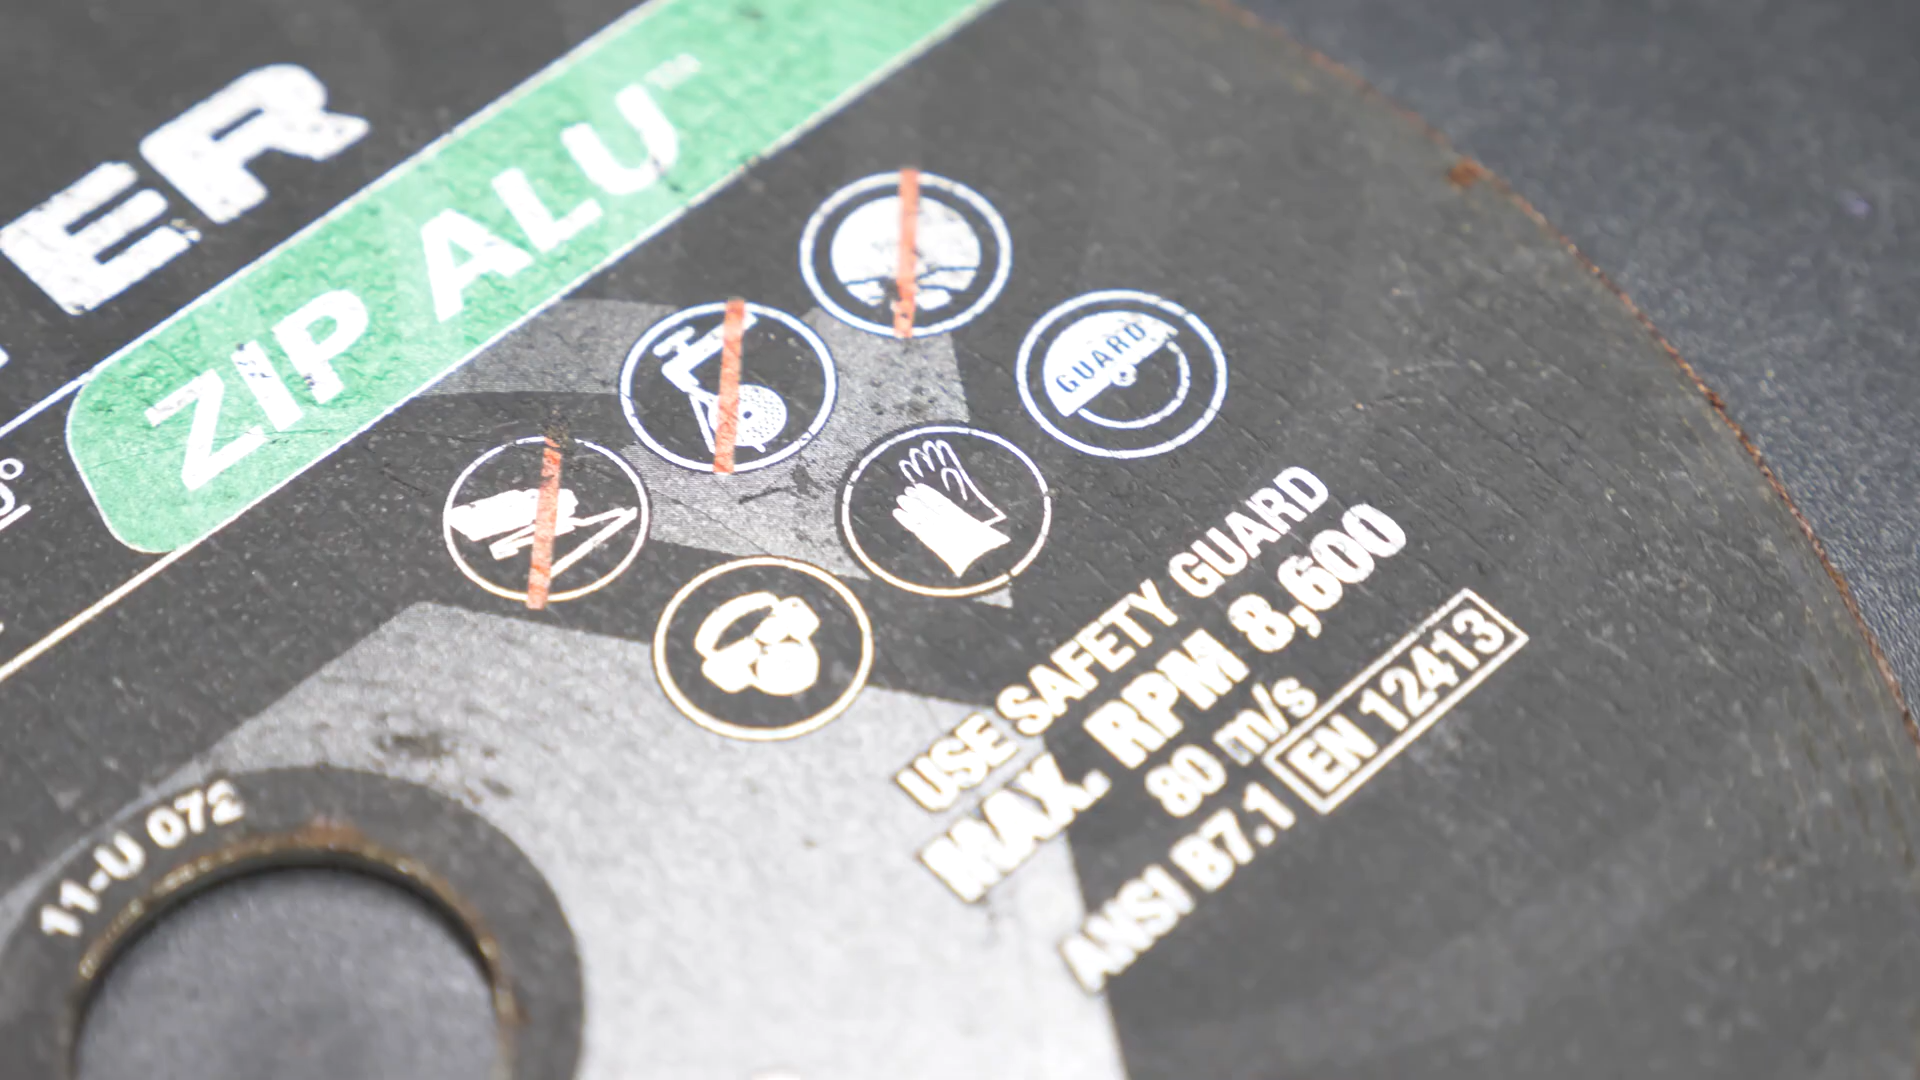 ER
ZIP ALU™
GUARD
USE SAFETY GUARD
MAX. RPM 8,600
80 m/s
ANSI B7.1 EN 12413
11-U 072